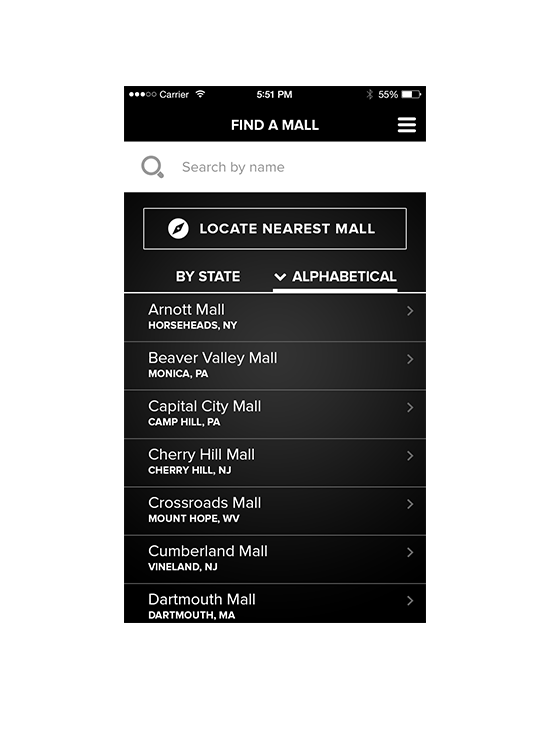 Carrier 5:51 PM 55%
FIND A MALL
Search by name
LOCATE NEAREST MALL
BY STATE ALPHABETICAL
Arnott Mall
HORSEHEADS, NY
Beaver Valley Mall
MONICA, PA
Capital City Mall
CAMP HILL, PA
Cherry Hill Mall
CHERRY HILL, NJ
Crossroads Mall
MOUNT HOPE, WV
Cumberland Mall
VINELAND, NJ
Dartmouth Mall
DARTMOUTH, MA